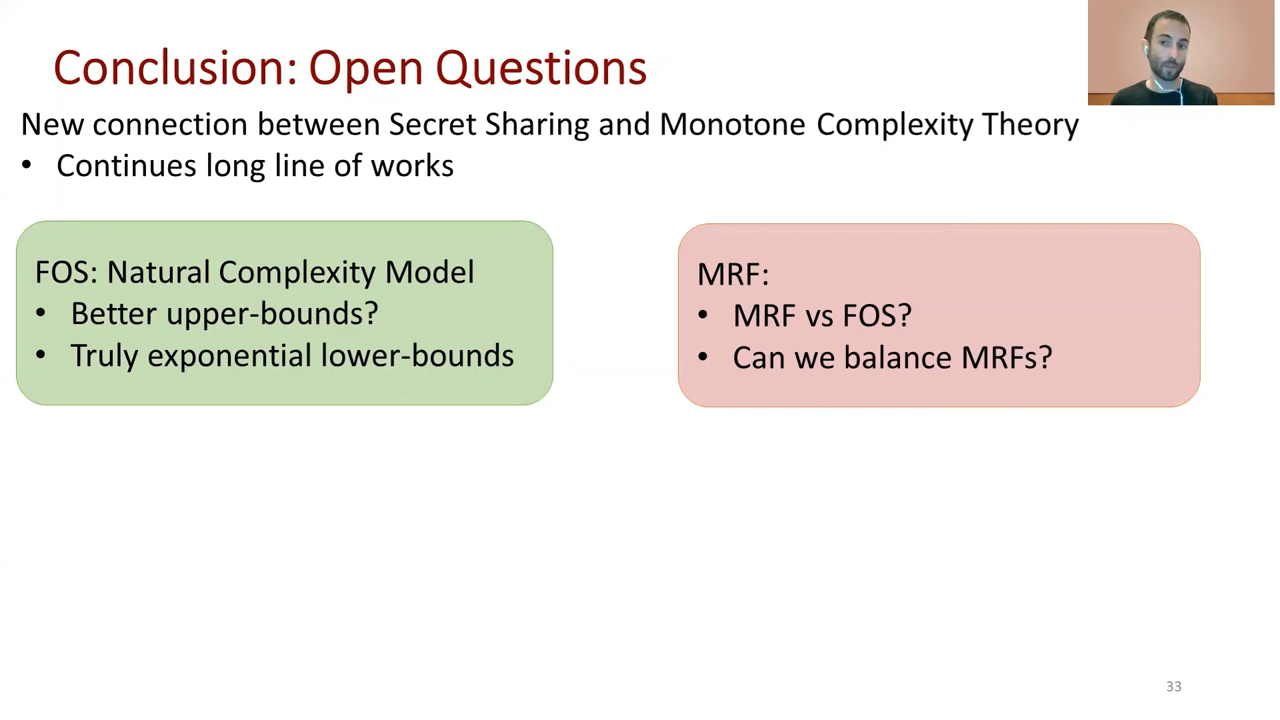 Conclusion: Open Questions
New connection between Secret Sharing and Monotone Complexity Theory
• Continues long line of works
FOS: Natural Complexity Model
• Better upper-bounds?
• Truly exponential lower-bounds
MRF:
• MRF vs FOS?
• Can we balance MRFs?
33